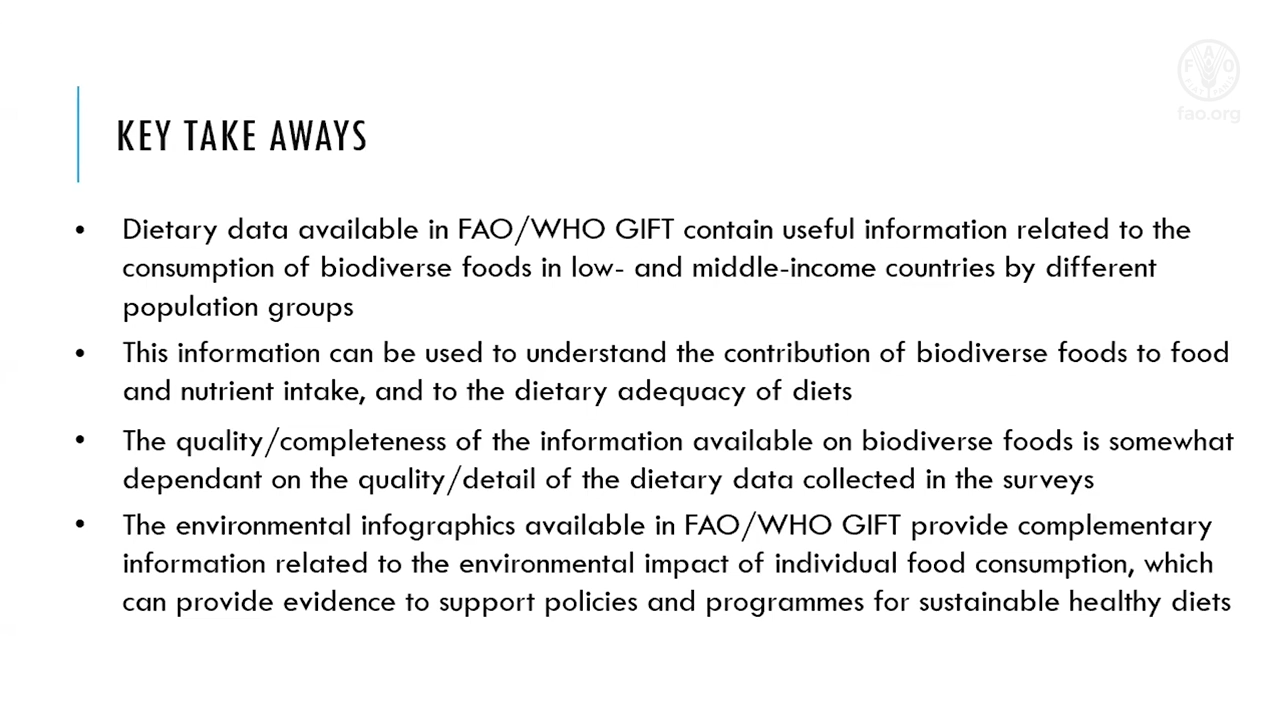 fao.org
KEY TAKE AWAYS
• Dietary data available in FAO/WHO GIFT contain useful information related to the
consumption of biodiverse foods in low- and middle-income countries by different
population groups
• This information can be used to understand the contribution of biodiverse foods to food
and nutrient intake, and to the dietary adequacy of diets
• The quality/completeness of the information available on biodiverse foods is somewhat
dependant on the quality/detail of the dietary data collected in the surveys
• The environmental infographics available in FAO/WHO GIFT provide complementary
information related to the environmental impact of individual food consumption, which
can provide evidence to support policies and programmes for sustainable healthy diets